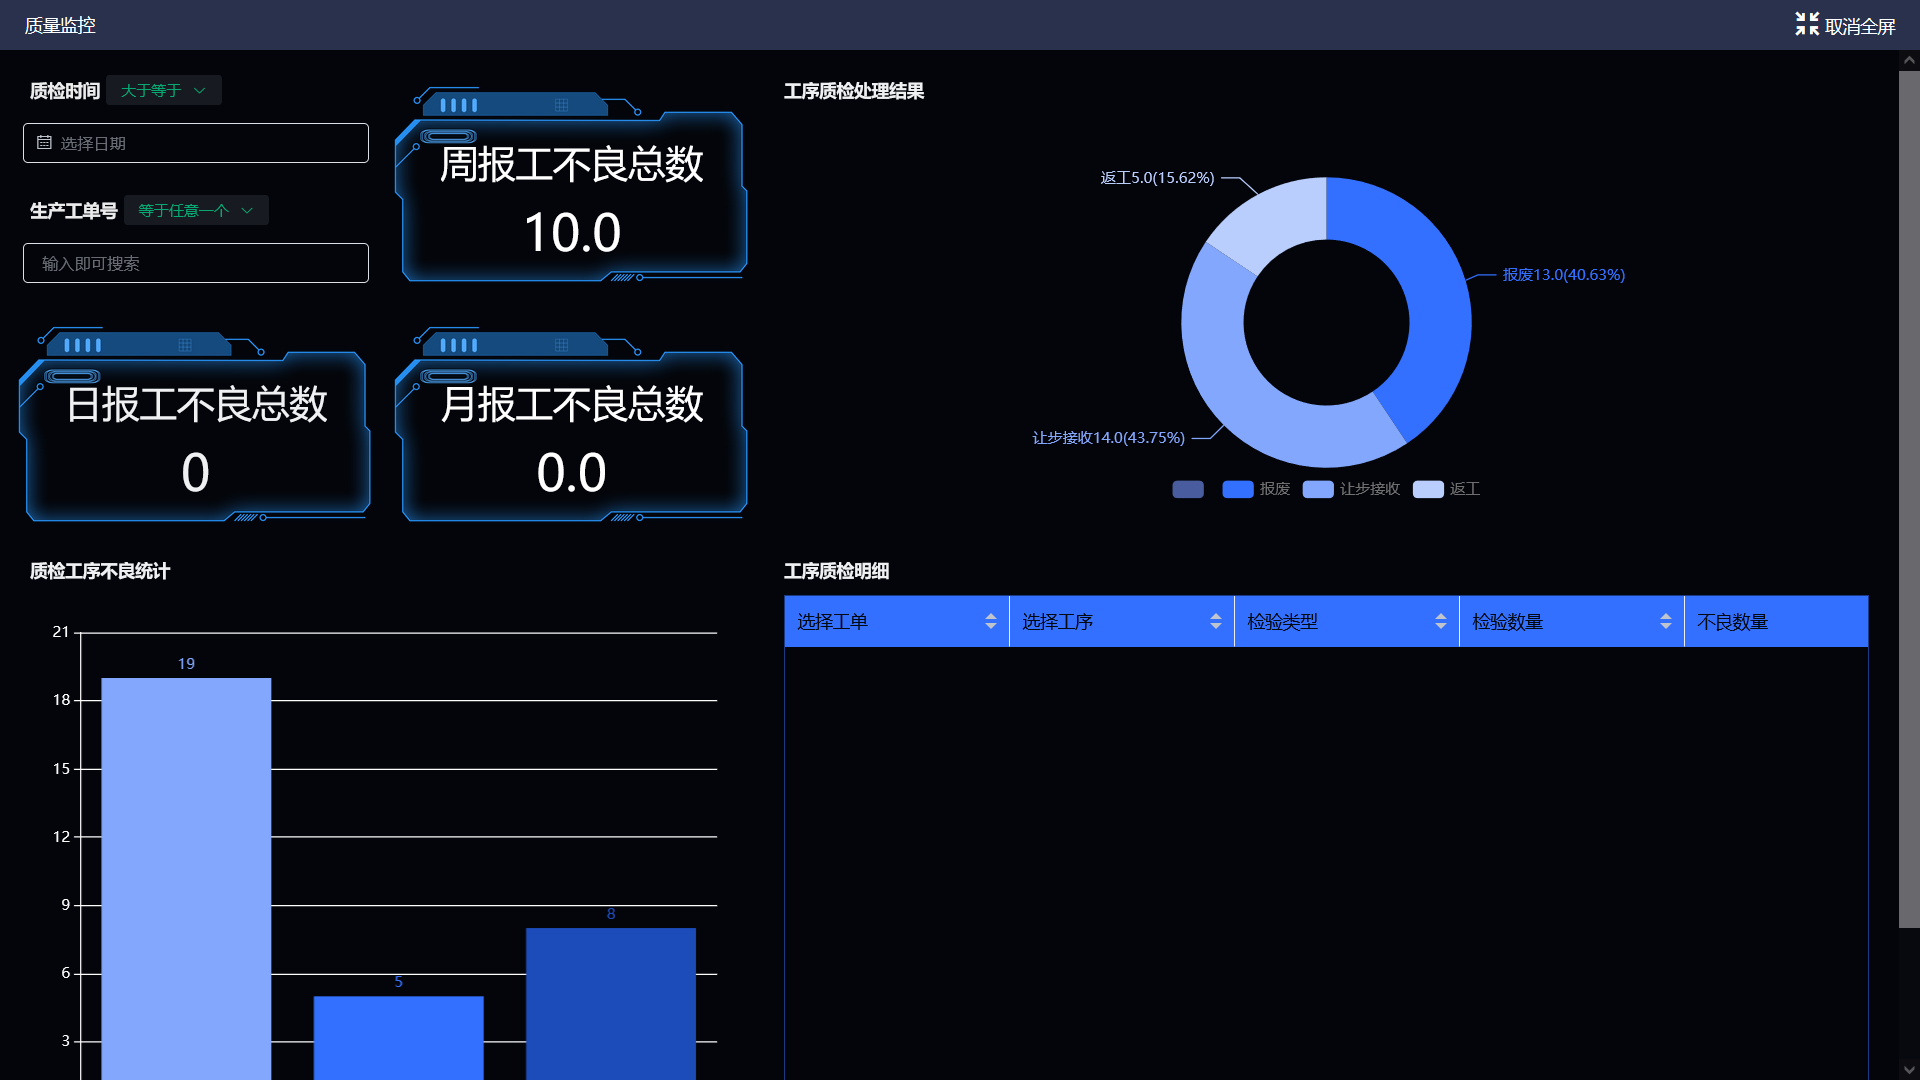 质量监控
取消全屏
质检时间 大于等于
选择日期
生产工单号 等于任意一个
输入即可搜索
周报工不良总数
10.0
日报工不良总数
0
月报工不良总数
0.0
工序质检处理结果
返工5.0(15.62%)
报废13.0(40.63%)
让步接收14.0(43.75%)
报废 让步接收 返工
质检工序不良统计
21
19
18
15
12
9
8
6
5
3
工序质检明细
选择工单 选择工序 检验类型 检验数量 不良数量